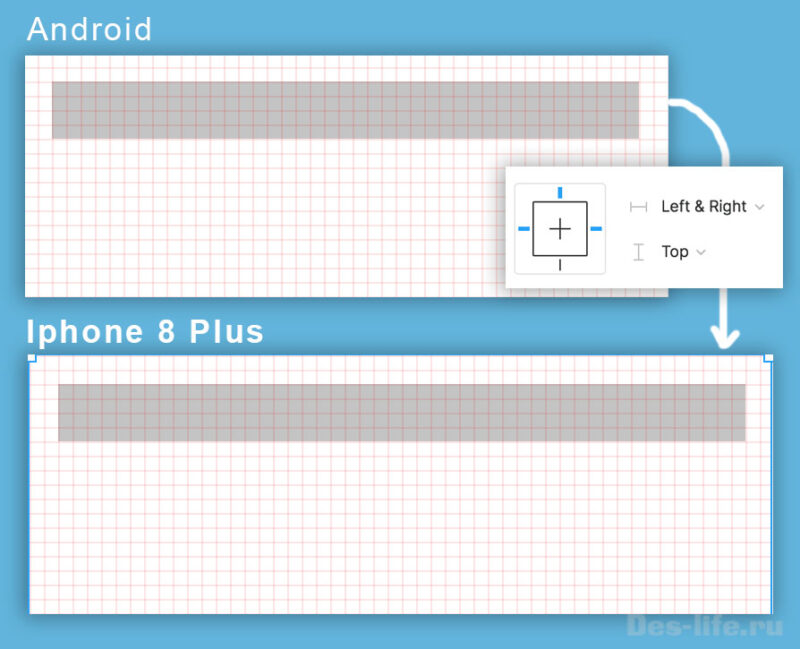 Android
Left & Right
Top
Iphone 8 Plus
Des-life.ru